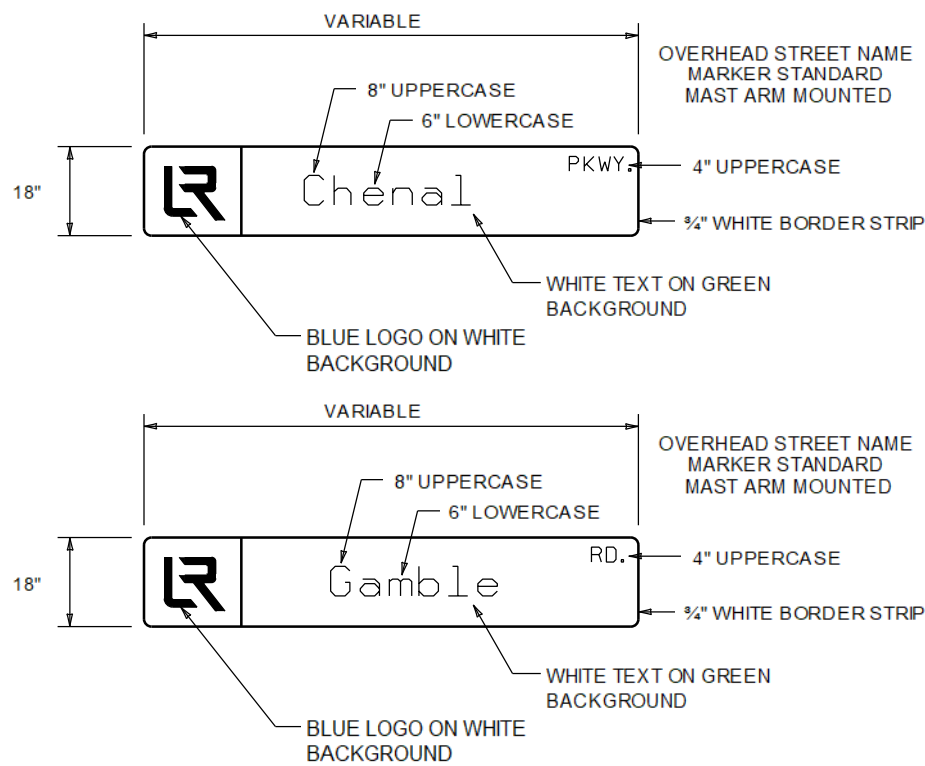 VARIABLE
OVERHEAD STREET NAME
MARKER STANDARD
MAST ARM MOUNTED
8" UPPERCASE
6" LOWERCASE
18"
LR
Chenal
PKWY.
4" UPPERCASE
¾" WHITE BORDER STRIP
WHITE TEXT ON GREEN
BACKGROUND
BLUE LOGO ON WHITE
BACKGROUND
VARIABLE
OVERHEAD STREET NAME
MARKER STANDARD
MAST ARM MOUNTED
8" UPPERCASE
6" LOWERCASE
18"
LR
Gamble
RD.
4" UPPERCASE
¾" WHITE BORDER STRIP
WHITE TEXT ON GREEN
BACKGROUND
BLUE LOGO ON WHITE
BACKGROUND